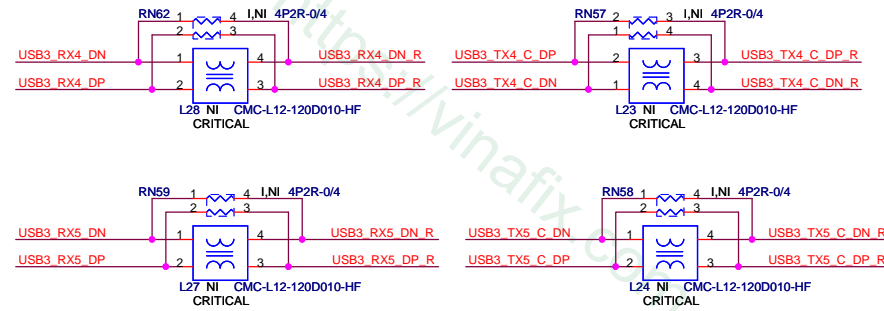 RN62 1 4 I,NI 4P2R-0/4
2 3
USB3_RX4_DN 1 4 USB3_RX4_DN_R
USB3_RX4_DP 2 3 USB3_RX4_DP_R
L28 NI CMC-L12-120D010-HF
CRITICAL
RN57 2 3 I,NI 4P2R-0/4
1 4
USB3_TX4_C_DP 2 3 USB3_TX4_C_DP_R
USB3_TX4_C_DN 1 4 USB3_TX4_C_DN_R
L23 NI CMC-L12-120D010-HF
CRITICAL
RN59 1 4 I,NI 4P2R-0/4
2 3
USB3_RX5_DN 1 4 USB3_RX5_DN_R
USB3_RX5_DP 2 3 USB3_RX5_DP_R
L27 NI CMC-L12-120D010-HF
CRITICAL
RN58 1 4 I,NI 4P2R-0/4
2 3
USB3_TX5_C_DN 1 4 USB3_TX5_C_DN_R
USB3_TX5_C_DP 2 3 USB3_TX5_C_DP_R
L24 NI CMC-L12-120D010-HF
CRITICAL
https://vinafix.com